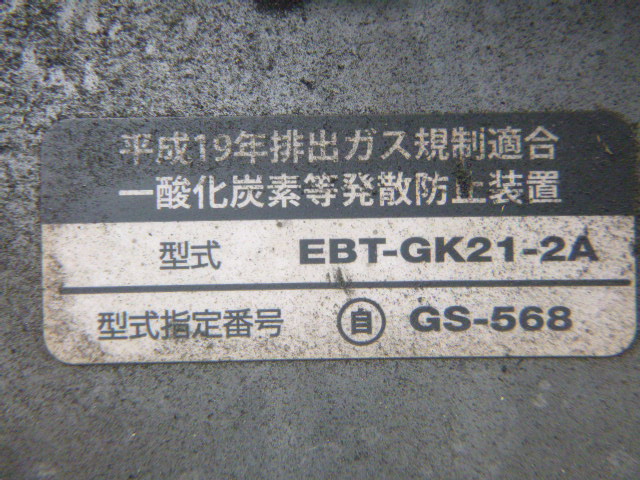 平成19年排出ガス規制適合
一酸化炭素等発散防止装置
型式 EBT-GK21-2A
型式指定番号 自 GS-568